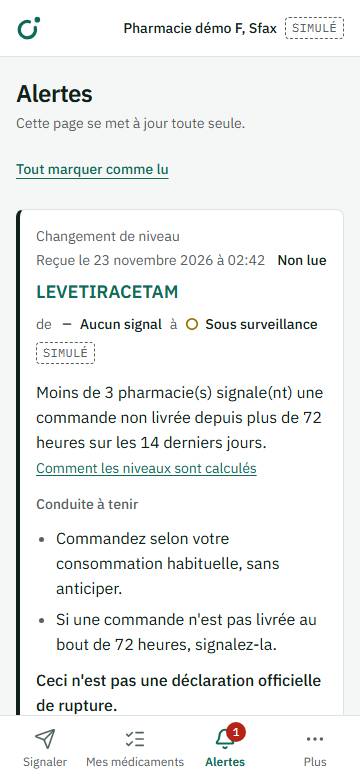 Pharmacie démo F, Sfax SIMULÉ
Alertes
Cette page se met à jour toute seule.
Tout marquer comme lu
Changement de niveau
Reçue le 23 novembre 2026 à 02:42 Non lue
LEVETIRACETAM
de – Aucun signal à Sous surveillance
SIMULÉ
Moins de 3 pharmacie(s) signale(nt) une
commande non livrée depuis plus de 72
heures sur les 14 derniers jours.
Comment les niveaux sont calculés
Conduite à tenir
• Commandez selon votre
consommation habituelle, sans
anticiper.
• Si une commande n'est pas livrée au
bout de 72 heures, signalez-la.
Ceci n'est pas une déclaration officielle
de rupture.
1
Signaler Mes médicaments Alertes Plus